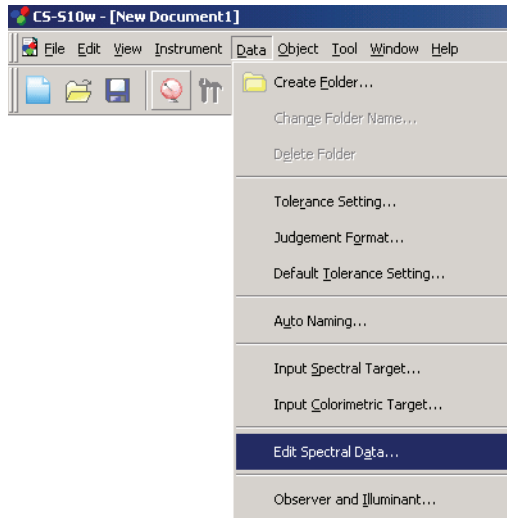 CS-S10w - [New Document1]
File Edit View Instrument Data Object Tool Window Help
Create Folder...
Change Folder Name...
Delete Folder
Tolerance Setting...
Judgement Format...
Default Tolerance Setting...
Auto Naming...
Input Spectral Target...
Input Colorimetric Target...
Edit Spectral Data...
Observer and Illuminant...